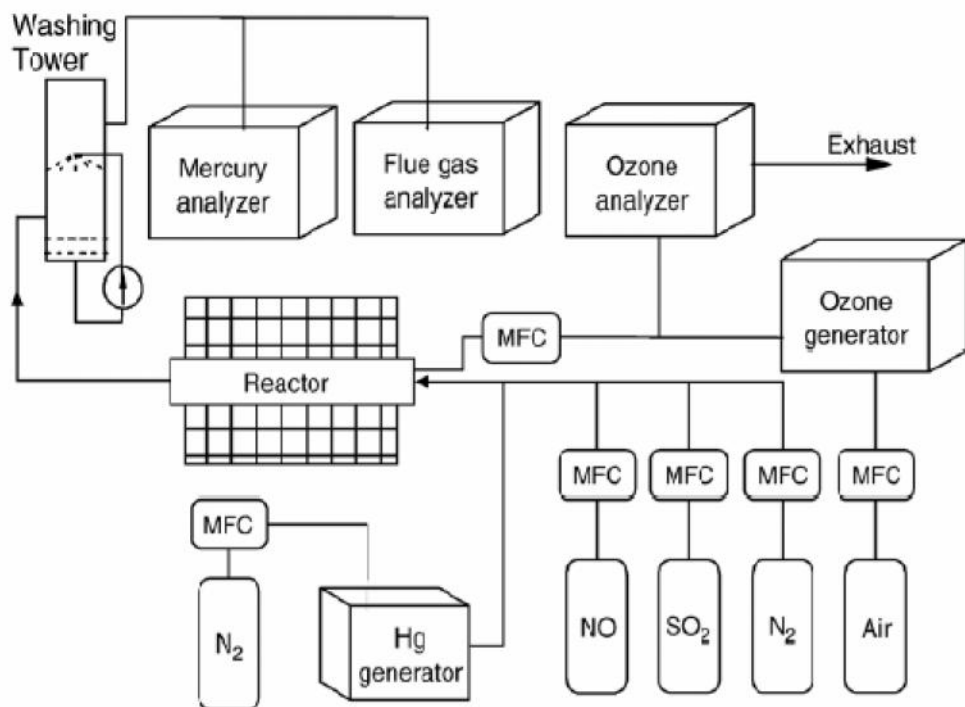 Washing
Tower
Mercury
analyzer
Flue gas
analyzer
Ozone
analyzer
Exhaust
Ozone
generator
MFC
Reactor
MFC
MFC
MFC
MFC
MFC
N₂
Hg
generator
NO
SO₂
N₂
Air